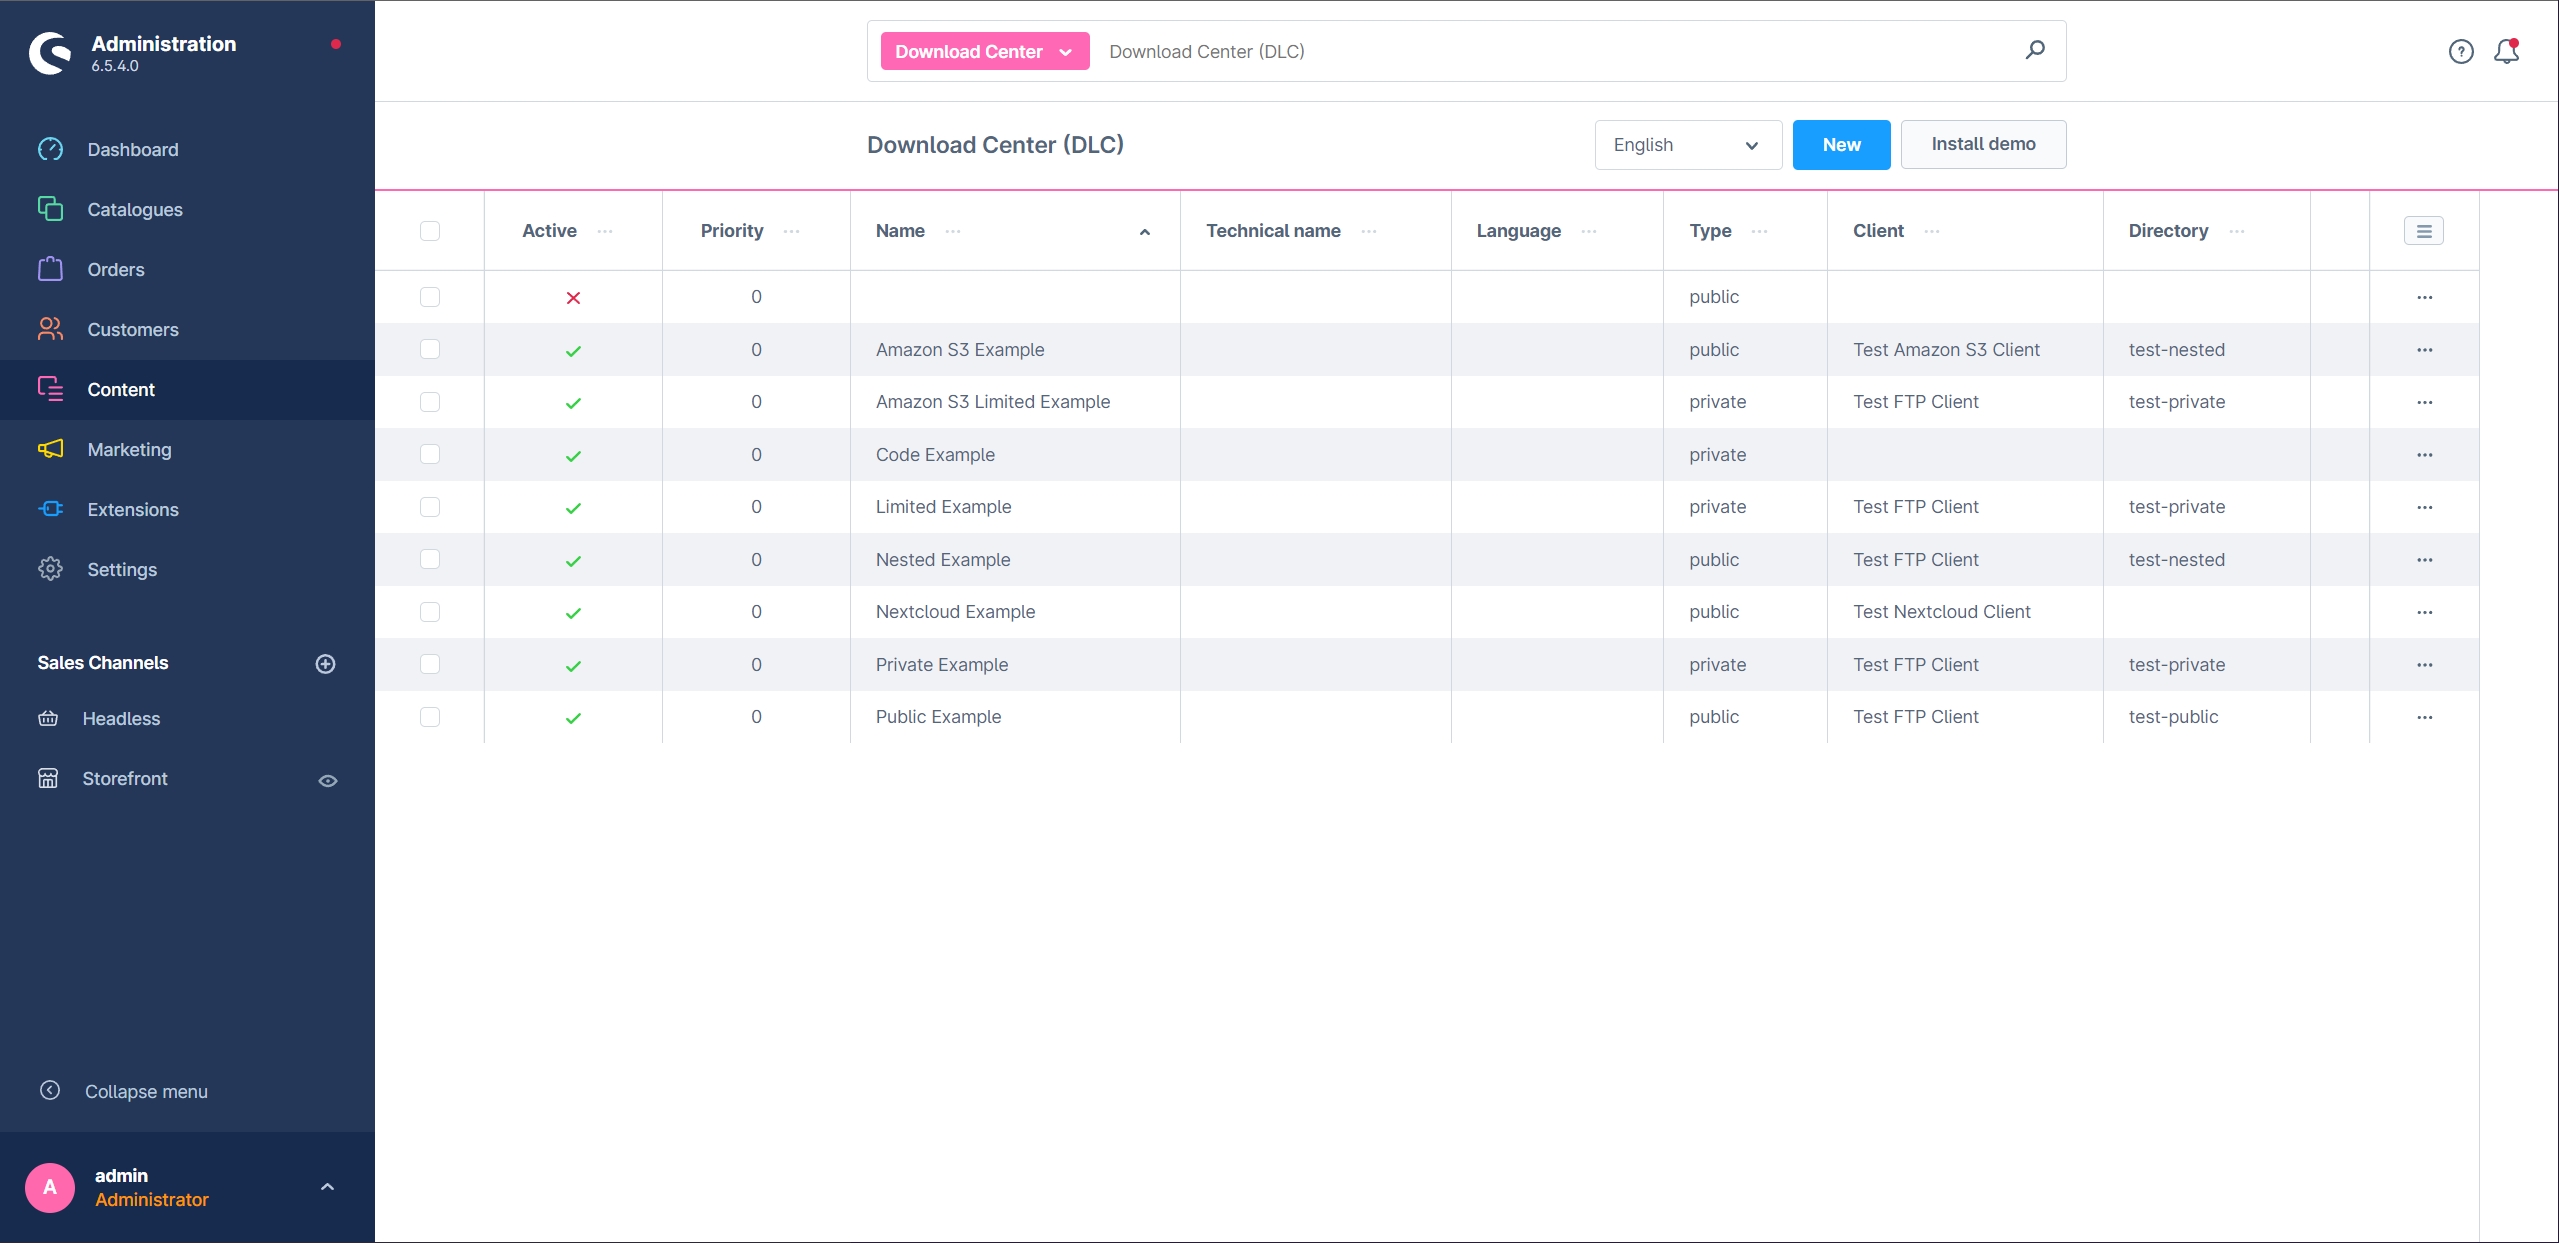 Administration
6.5.4.0
Dashboard
Catalogues
Orders
Customers
Content
Marketing
Extensions
Settings
Sales Channels
Headless
Storefront
Collapse menu
A
admin
Administrator
Download Center Download Center (DLC)
Download Center (DLC) English New Install demo
Active Priority Name Technical name Language Type Client Directory
0 public
0 Amazon S3 Example public Test Amazon S3 Client test-nested
0 Amazon S3 Limited Example private Test FTP Client test-private
0 Code Example private
0 Limited Example private Test FTP Client test-private
0 Nested Example public Test FTP Client test-nested
0 Nextcloud Example public Test Nextcloud Client
0 Private Example private Test FTP Client test-private
0 Public Example public Test FTP Client test-public